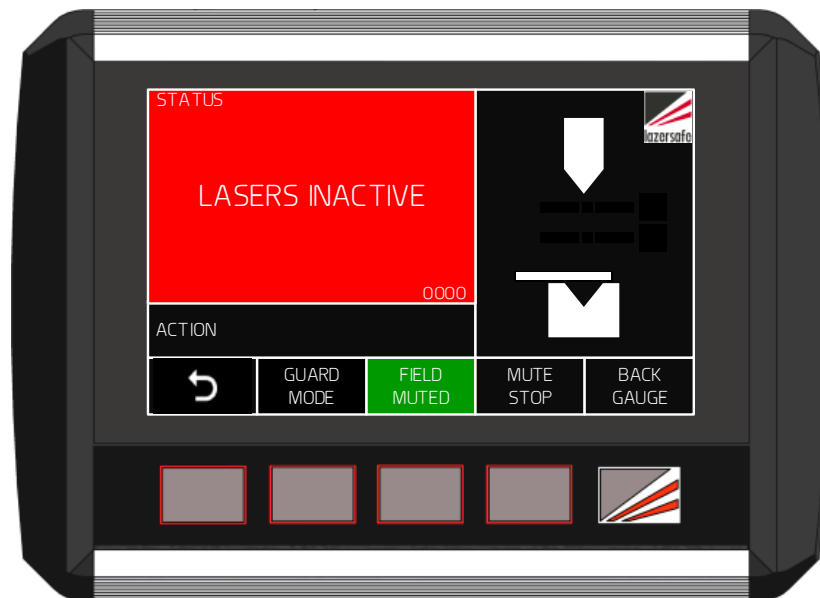 STATUS
LASERS INACTIVE
0000
ACTION
lazersafe
GUARD
MODE
FIELD
MUTED
MUTE
STOP
BACK
GAUGE